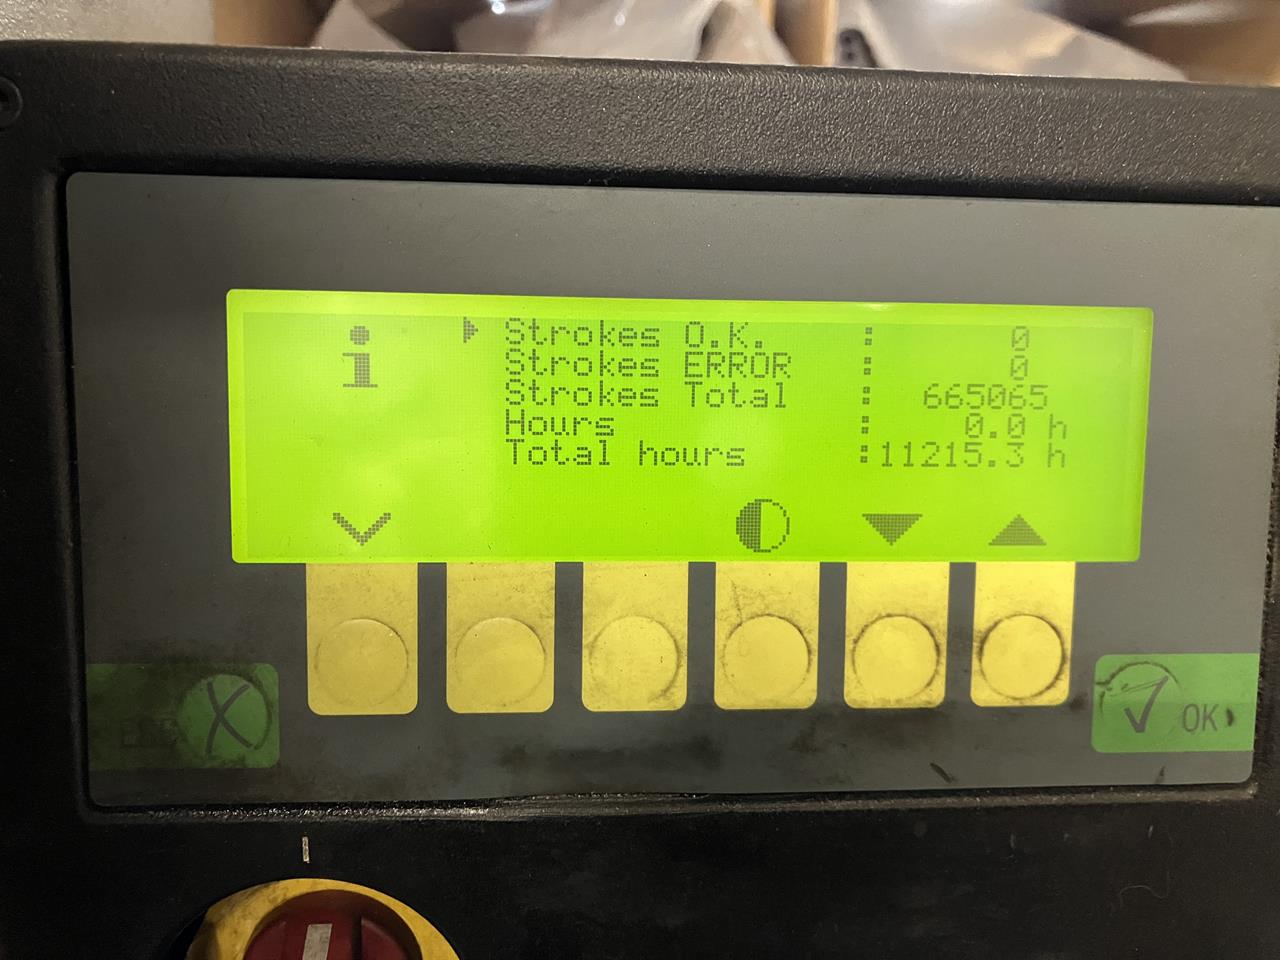 i
Strokes O.K. : 0
Strokes ERROR : 0
Strokes Total : 665065
Hours : 0.0 h
Total hours : 11215.3 h
X
OK